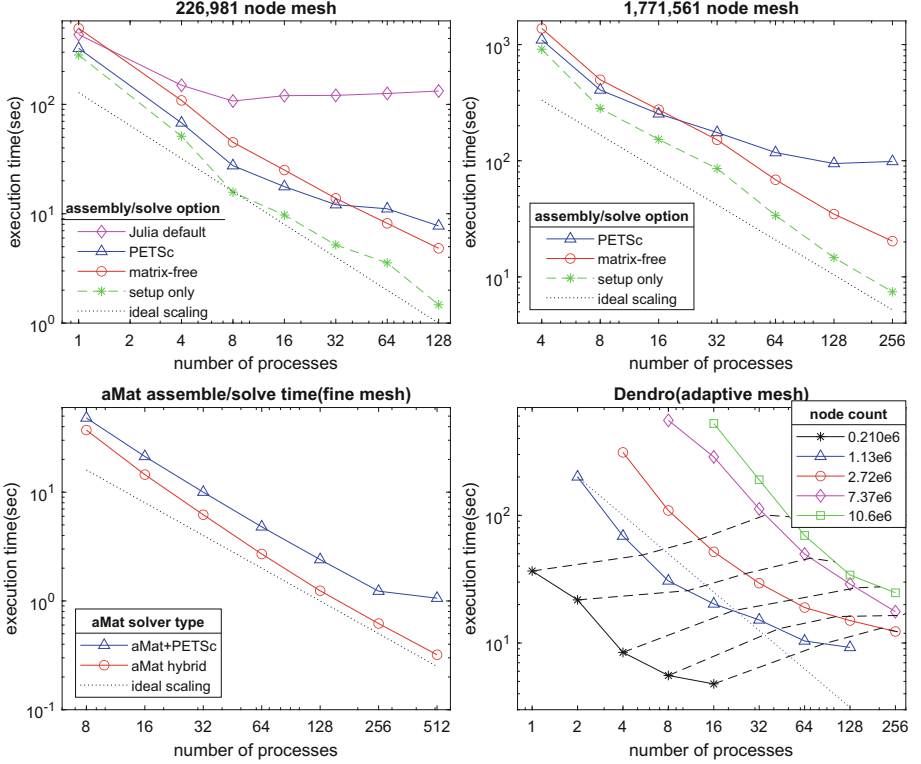 226,981 node mesh
execution time(sec)
10^2
10^1
10^0
assembly/solve option
Julia default
PETSc
matrix-free
setup only
ideal scaling
1 2 4 8 16 32 64 128
number of processes
1,771,561 node mesh
execution time(sec)
10^3
10^2
10^1
assembly/solve option
PETSc
matrix-free
setup only
ideal scaling
4 8 16 32 64 128 256
number of processes
aMat assemble/solve time(fine mesh)
execution time(sec)
10^1
10^0
10^-1
aMat solver type
aMat+PETSc
aMat hybrid
ideal scaling
8 16 32 64 128 256 512
number of processes
Dendro(adaptive mesh)
execution time(sec)
10^2
10^1
node count
0.210e6
1.13e6
2.72e6
7.37e6
10.6e6
1 2 4 8 16 32 64 128 256
number of processes